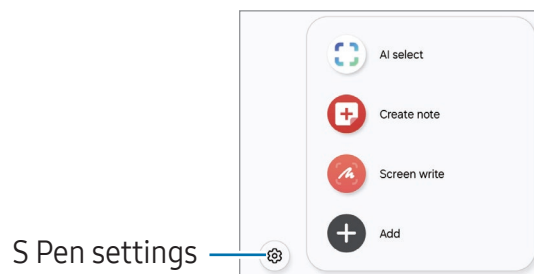 AI select
Create note
Screen write
Add
S Pen settings